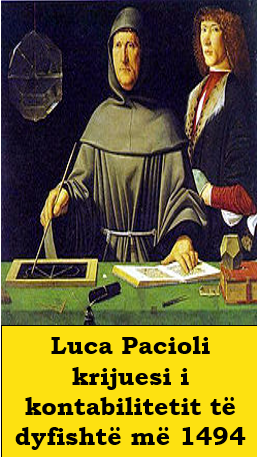 Luca Pacioli
krijuesi i
kontabilitetit të
dyfishtë më 1494